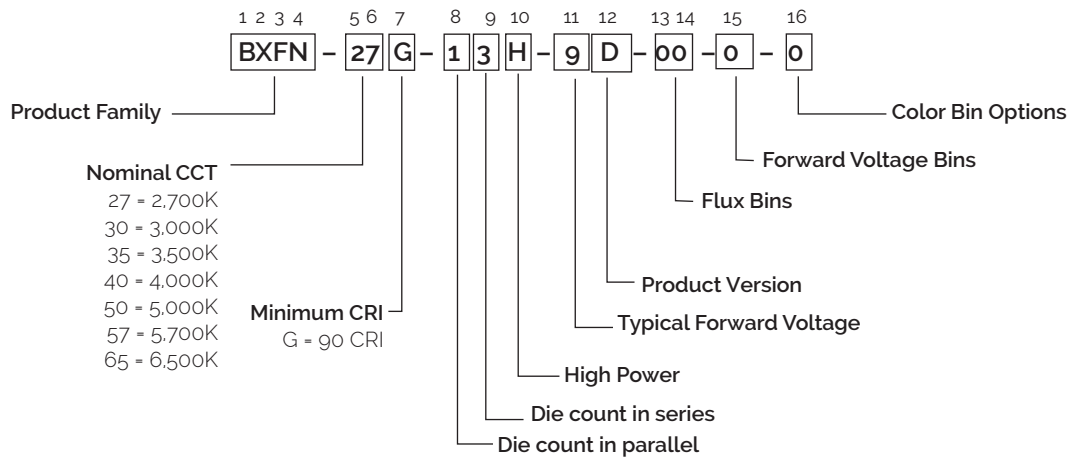 1 2 3 4 5 6 7 8 9 10 11 12 13 14 15 16
BXFN – 27 G – 1 3 H – 9 D – 00 – 0 – 0
Product Family
Color Bin Options
Forward Voltage Bins
Nominal CCT
27 = 2,700K
30 = 3,000K
35 = 3,500K
40 = 4,000K
50 = 5,000K
57 = 5,700K
65 = 6,500K
Flux Bins
Product Version
Minimum CRI
G = 90 CRI
Typical Forward Voltage
High Power
Die count in series
Die count in parallel